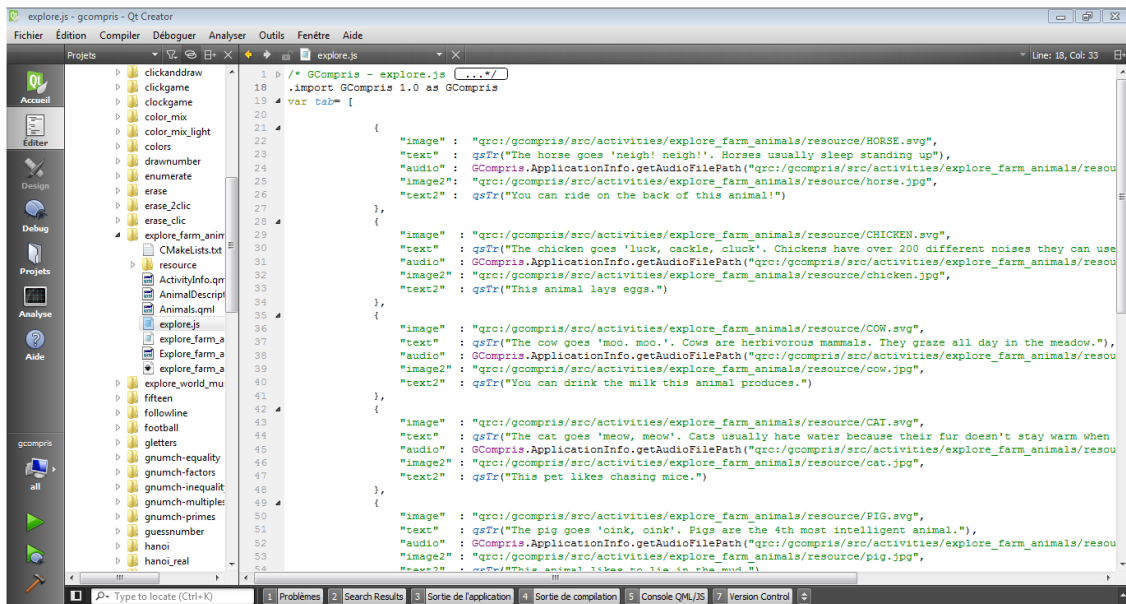 explore.js - gcompris - Qt Creator
Fichier Édition Compiler Déboguer Analyser Outils Fenêtre Aide
Projets
explore.js
Line: 18, Col: 33
Accueil
Éditer
Design
Debug
Projets
Analyse
Aide
gcompris
all
clickanddraw
clickgame
clockgame
color_mix
color_mix_light
colors
drawnumber
enumerate
erase
erase_2clic
erase_clic
explore_farm_anim
CMakeLists.txt
resource
ActivityInfo.qm
AnimalDescript
Animals.qml
explore.js
explore_farm_a
Explore_farm_a
explore_farm_a
explore_world_mu
fifteen
followline
football
gletters
gnumch-equality
gnumch-factors
gnumch-inequalit
gnumch-multiples
gnumch-primes
guessnumber
hanoi
hanoi_real
1 /* GCompris - explore.js ...*/
18 .import GCompris 1.0 as GCompris
19 var tab= [
20
21 {
22 "image" : "qrc:/gcompris/src/activities/explore_farm_animals/resource/HORSE.svg",
23 "text" : qsTr("The horse goes 'neigh! neigh!'. Horses usually sleep standing up"),
24 "audio" : GCompris.ApplicationInfo.getAudioFilePath("qrc:/gcompris/src/activities/explore_farm_animals/resou
25 "image2": "qrc:/gcompris/src/activities/explore_farm_animals/resource/horse.jpg",
26 "text2" : qsTr("You can ride on the back of this animal!")
27 },
28 {
29 "image" : "qrc:/gcompris/src/activities/explore_farm_animals/resource/CHICKEN.svg",
30 "text" : qsTr("The chicken goes 'luck, cackle, cluck'. Chickens have over 200 different noises they can use
31 "audio" : GCompris.ApplicationInfo.getAudioFilePath("qrc:/gcompris/src/activities/explore_farm_animals/resou
32 "image2" : "qrc:/gcompris/src/activities/explore_farm_animals/resource/chicken.jpg",
33 "text2" : qsTr("This animal lays eggs.")
34 },
35 {
36 "image" : "qrc:/gcompris/src/activities/explore_farm_animals/resource/COW.svg",
37 "text" : qsTr("The cow goes 'moo. moo.'. Cows are herbivorous mammals. They graze all day in the meadow."),
38 "audio" : GCompris.ApplicationInfo.getAudioFilePath("qrc:/gcompris/src/activities/explore_farm_animals/resou
39 "image2" : "qrc:/gcompris/src/activities/explore_farm_animals/resource/cow.jpg",
40 "text2" : qsTr("You can drink the milk this animal produces.")
41 },
42 {
43 "image" : "qrc:/gcompris/src/activities/explore_farm_animals/resource/CAT.svg",
44 "text" : qsTr("The cat goes 'meow, meow'. Cats usually hate water because their fur doesn't stay warm when
45 "audio" : GCompris.ApplicationInfo.getAudioFilePath("qrc:/gcompris/src/activities/explore_farm_animals/resou
46 "image2" : "qrc:/gcompris/src/activities/explore_farm_animals/resource/cat.jpg",
47 "text2" : qsTr("This pet likes chasing mice.")
48 },
49 {
50 "image" : "qrc:/gcompris/src/activities/explore_farm_animals/resource/PIG.svg",
51 "text" : qsTr("The pig goes 'oink, oink'. Pigs are the 4th most intelligent animal."),
52 "audio" : GCompris.ApplicationInfo.getAudioFilePath("qrc:/gcompris/src/activities/explore_farm_animals/resou
53 "image2" : "qrc:/gcompris/src/activities/explore_farm_animals/resource/pig.jpg",
54 "text2" : qsTr("This animal likes to lie in the mud.")
Type to locate (Ctrl+K)
1 Problèmes 2 Search Results 3 Sortie de l'application 4 Sortie de compilation 5 Console QML/JS 7 Version Control